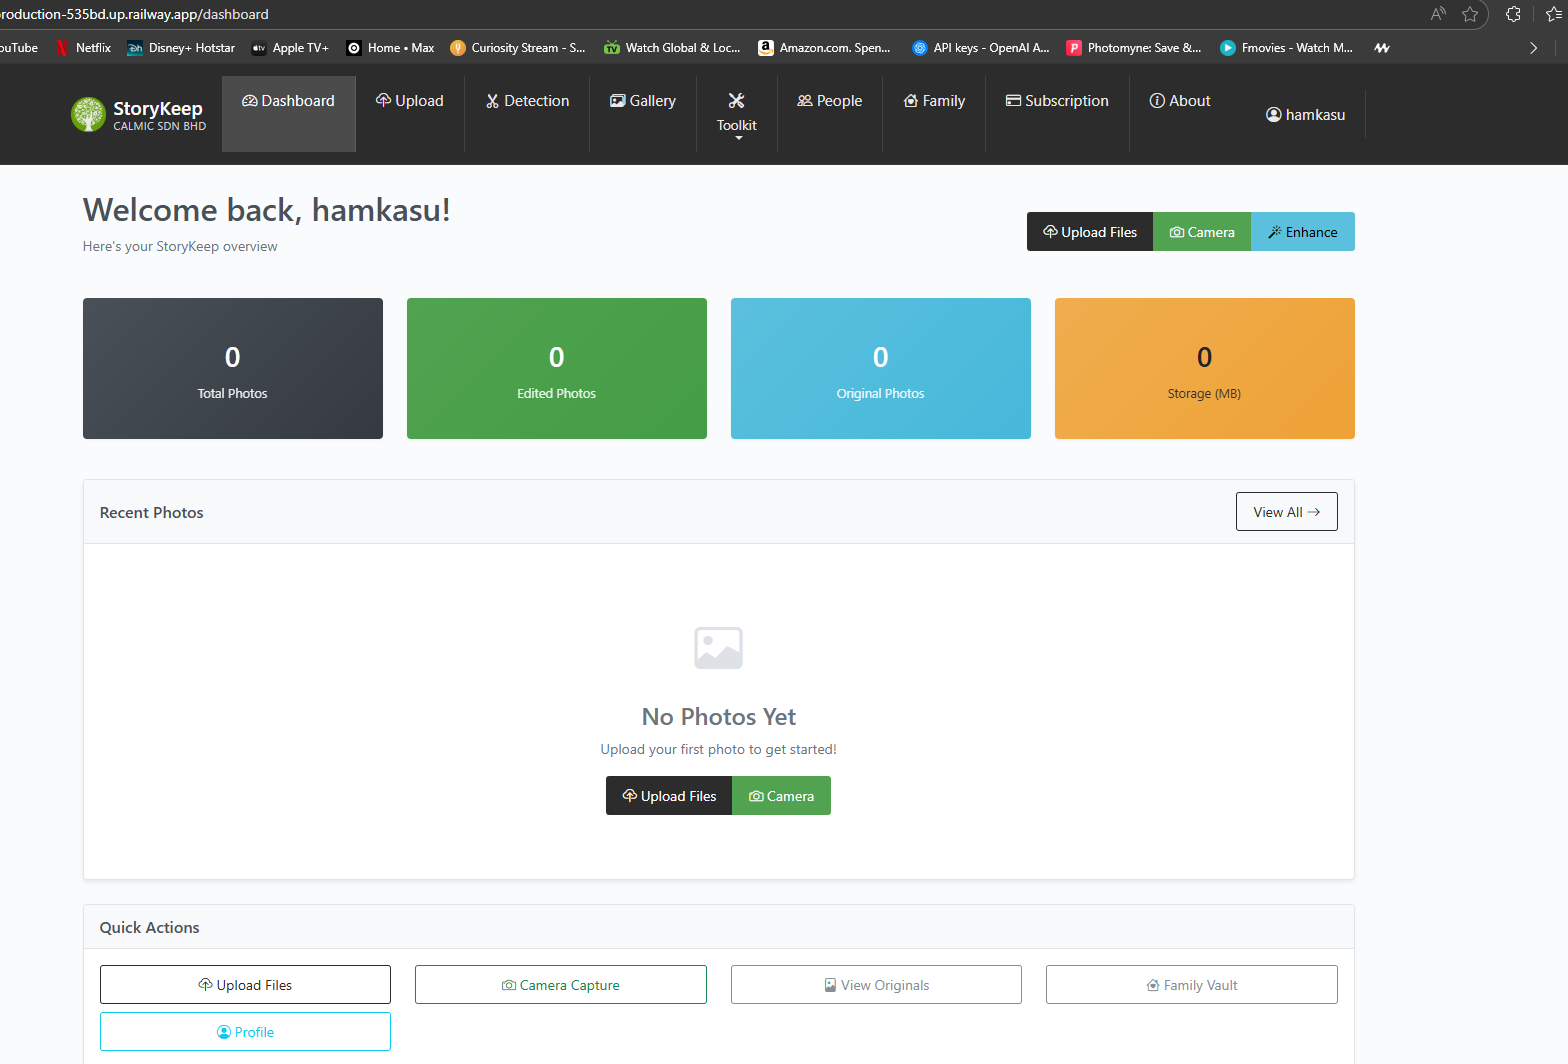 roduction-535bd.up.railway.app/dashboard
ouTube Netflix Disney+ Hotstar Apple TV+ Home • Max Curiosity Stream - S... Watch Global & Loc... Amazon.com. Spen... API keys - OpenAI A... Photomyne: Save &... Fmovies - Watch M...
StoryKeep
CALMIC SDN BHD
Dashboard Upload Detection Gallery Toolkit People Family Subscription About hamkasu
Welcome back, hamkasu!
Here's your StoryKeep overview
Upload Files Camera Enhance
0 0 0 0
Total Photos Edited Photos Original Photos Storage (MB)
Recent Photos View All →
No Photos Yet
Upload your first photo to get started!
Upload Files Camera
Quick Actions
Upload Files Camera Capture View Originals Family Vault
Profile